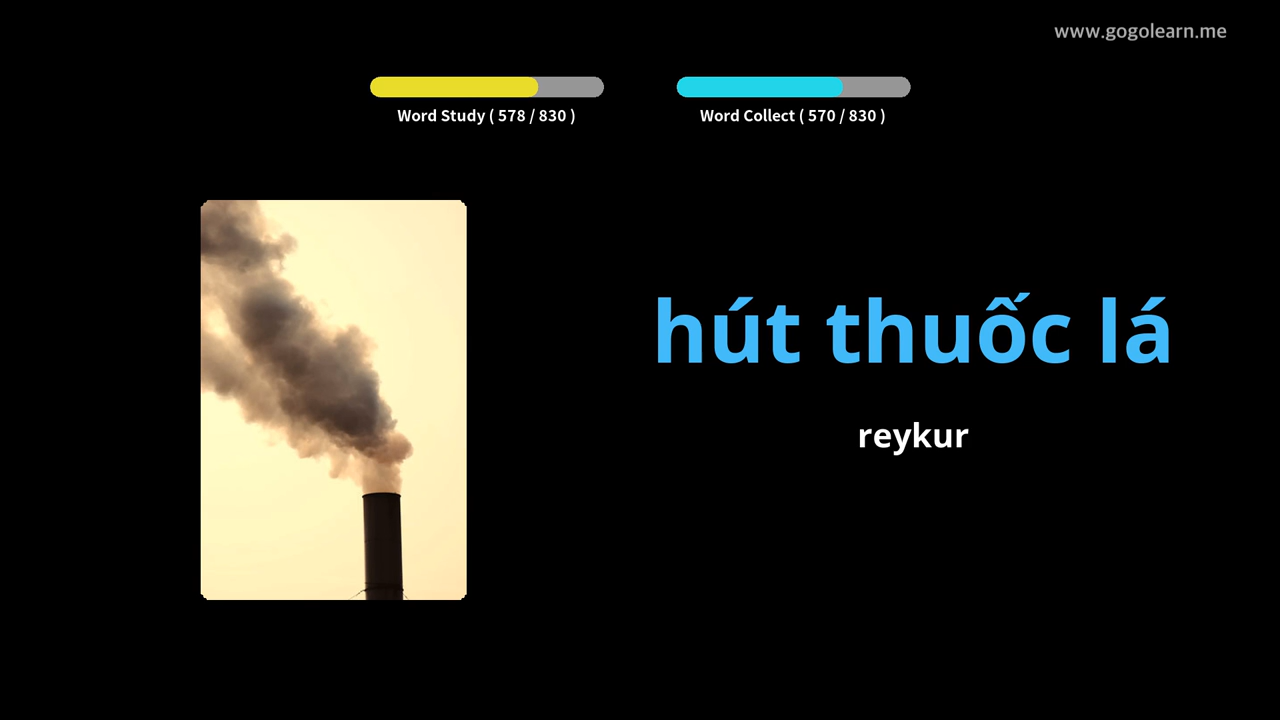 www.gogolearn.me
Word Study ( 578 / 830 )
Word Collect ( 570 / 830 )
hút thuốc lá
reykur